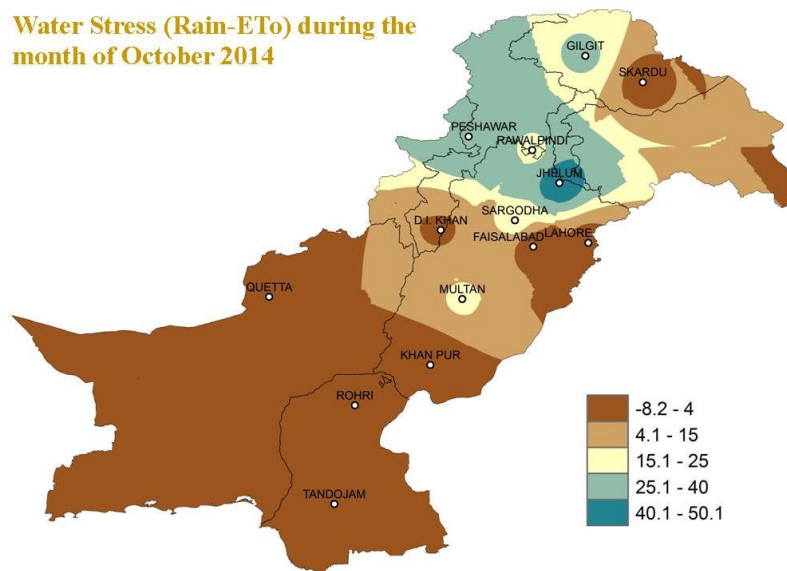 Water Stress (Rain-ETo) during the
month of October 2014
GILGIT
SKARDU
PESHAWAR
RAWALPINDI
JHELUM
SARGODHA
D.I. KHAN
FAISALABAD
LAHORE
QUETTA
MULTAN
KHAN PUR
ROHRI
TANDOJAM
-8.2 - 4
4.1 - 15
15.1 - 25
25.1 - 40
40.1 - 50.1